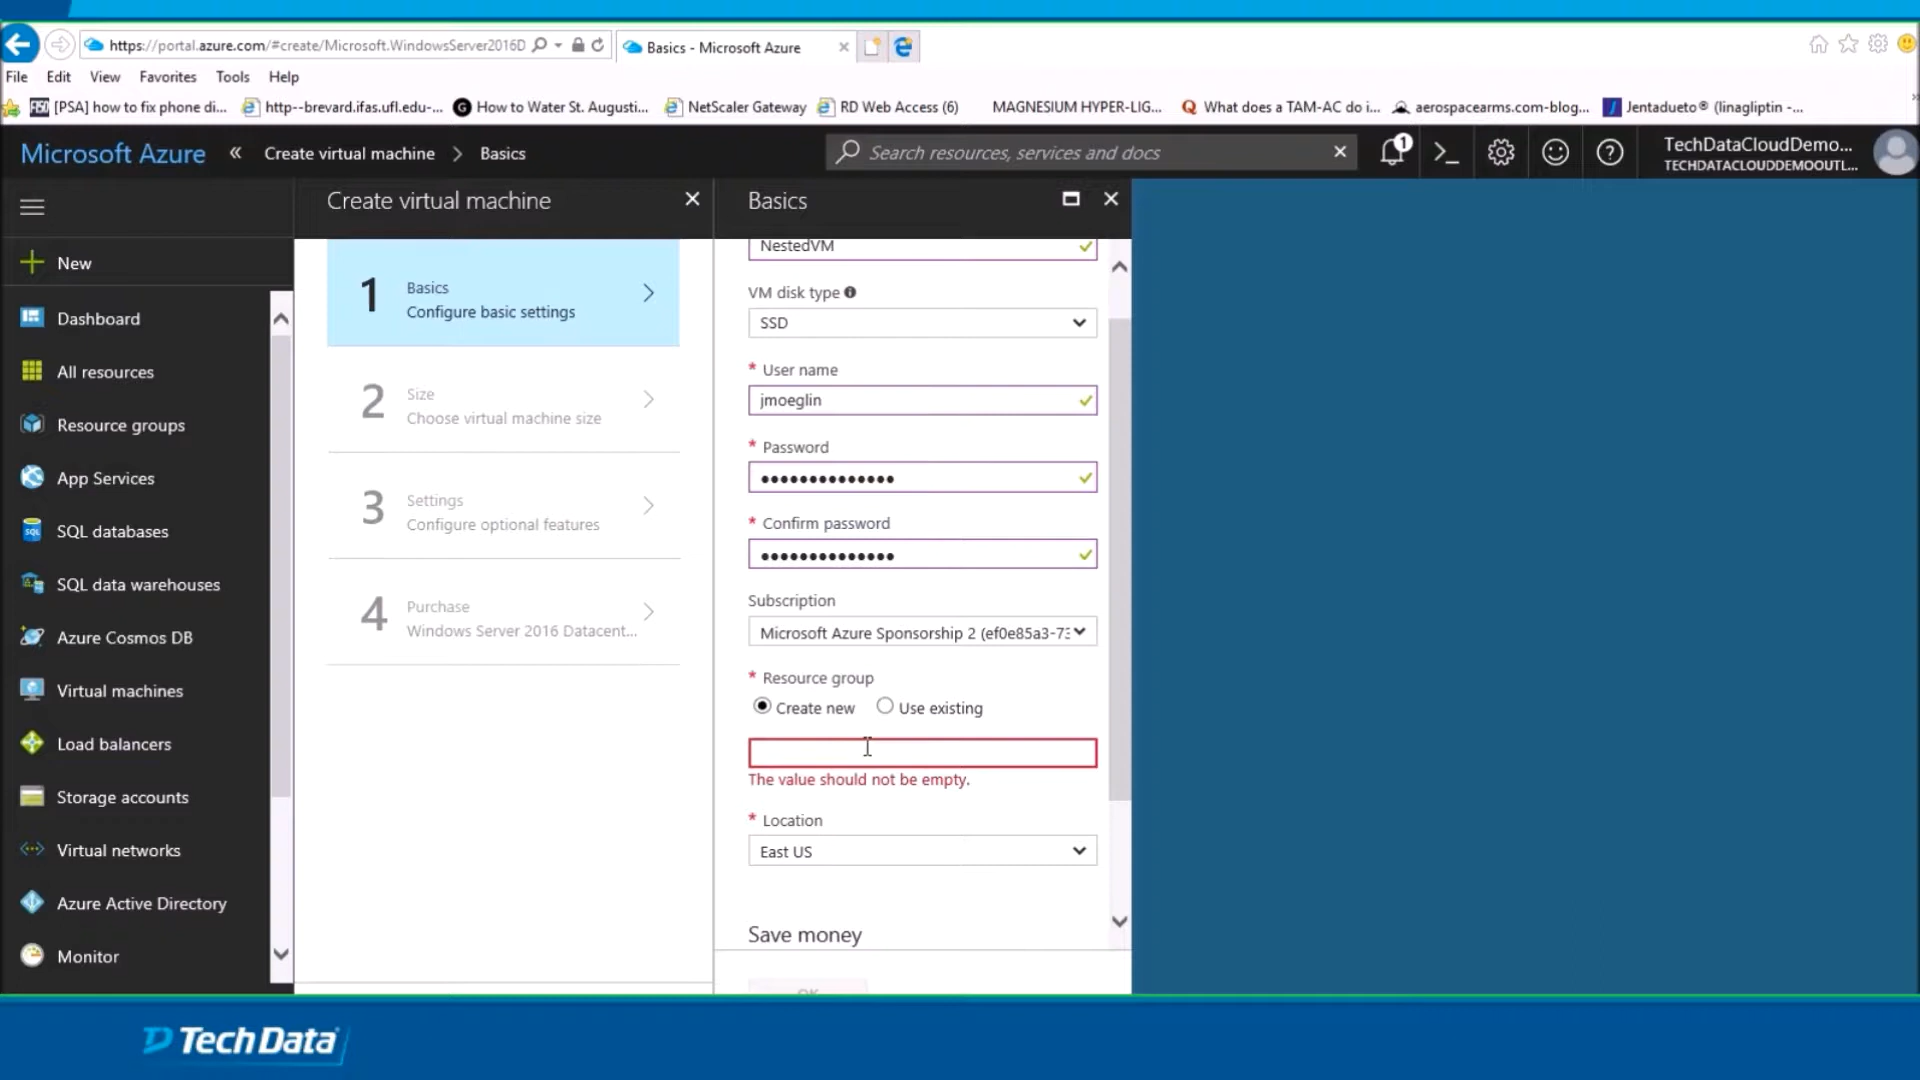 https://portal.azure.com/#create/Microsoft.WindowsServer2016D
Basics - Microsoft Azure
File Edit View Favorites Tools Help
[PSA] how to fix phone di...
http--brevard.ifas.ufl.edu-...
How to Water St. Augusti...
NetScaler Gateway
RD Web Access (6)
MAGNESIUM HYPER-LIG...
What does a TAM-AC do i...
aerospacearms.com-blog...
Jentadueto® (linagliptin -...
Microsoft Azure « Create virtual machine > Basics
Search resources, services and docs
1
TechDataCloudDemo...
TECHDATACLOUDDEMOOUTL...
New
Dashboard
All resources
Resource groups
App Services
SQL databases
SQL data warehouses
Azure Cosmos DB
Virtual machines
Load balancers
Storage accounts
Virtual networks
Azure Active Directory
Monitor
Create virtual machine
1 Basics
Configure basic settings
2 Size
Choose virtual machine size
3 Settings
Configure optional features
4 Purchase
Windows Server 2016 Datacent...
Basics
NestedVM
VM disk type
SSD
* User name
jmoeglin
* Password
••••••••••••••
* Confirm password
••••••••••••••
Subscription
Microsoft Azure Sponsorship 2 (ef0e85a3-73
* Resource group
Create new Use existing
The value should not be empty.
* Location
East US
Save money
OK
Tech Data